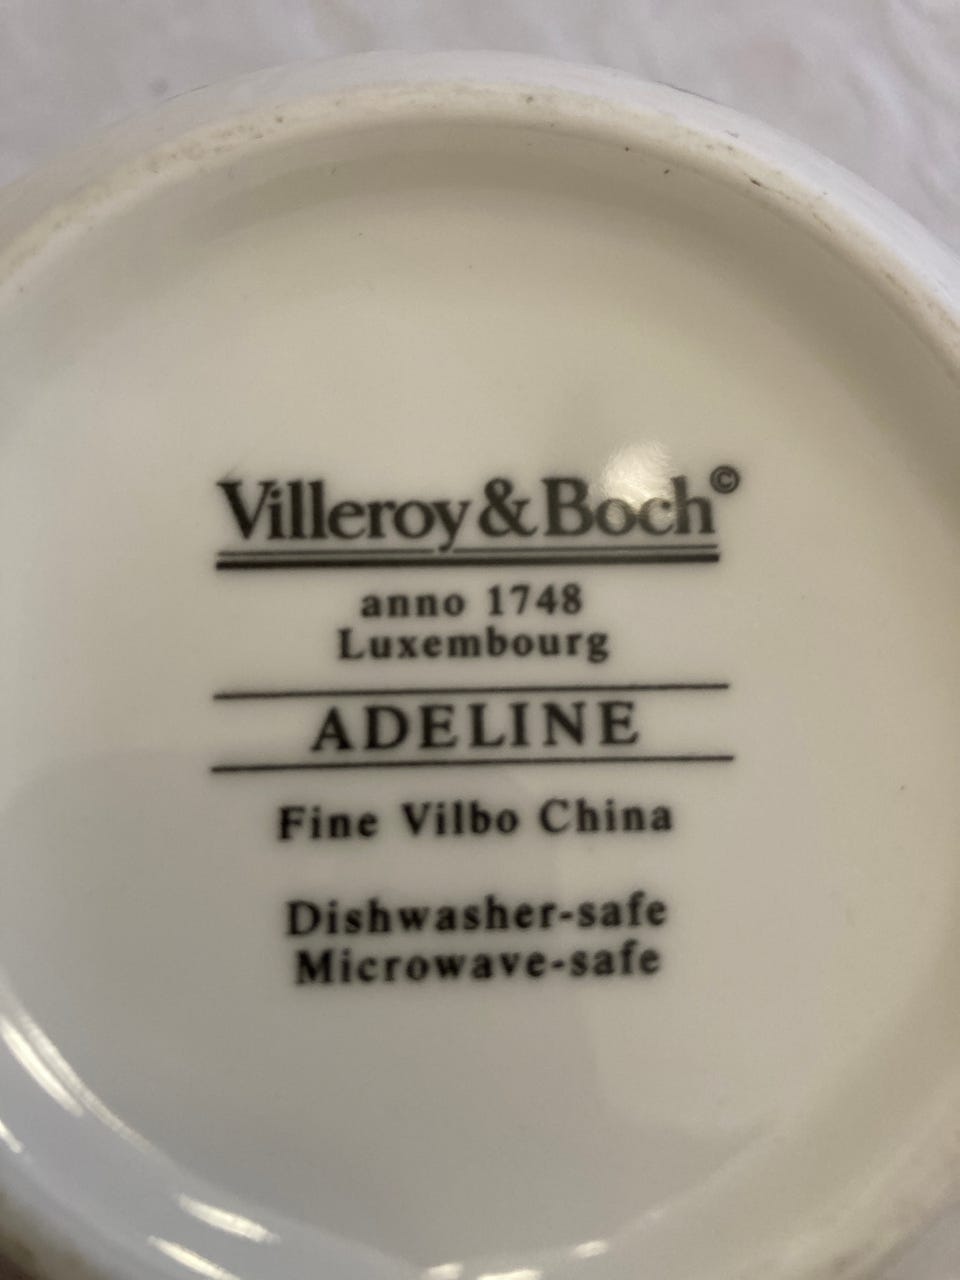 Villeroy & Boch©
anno 1748
Luxembourg
ADELINE
Fine Vilbo China
Dishwasher-safe
Microwave-safe